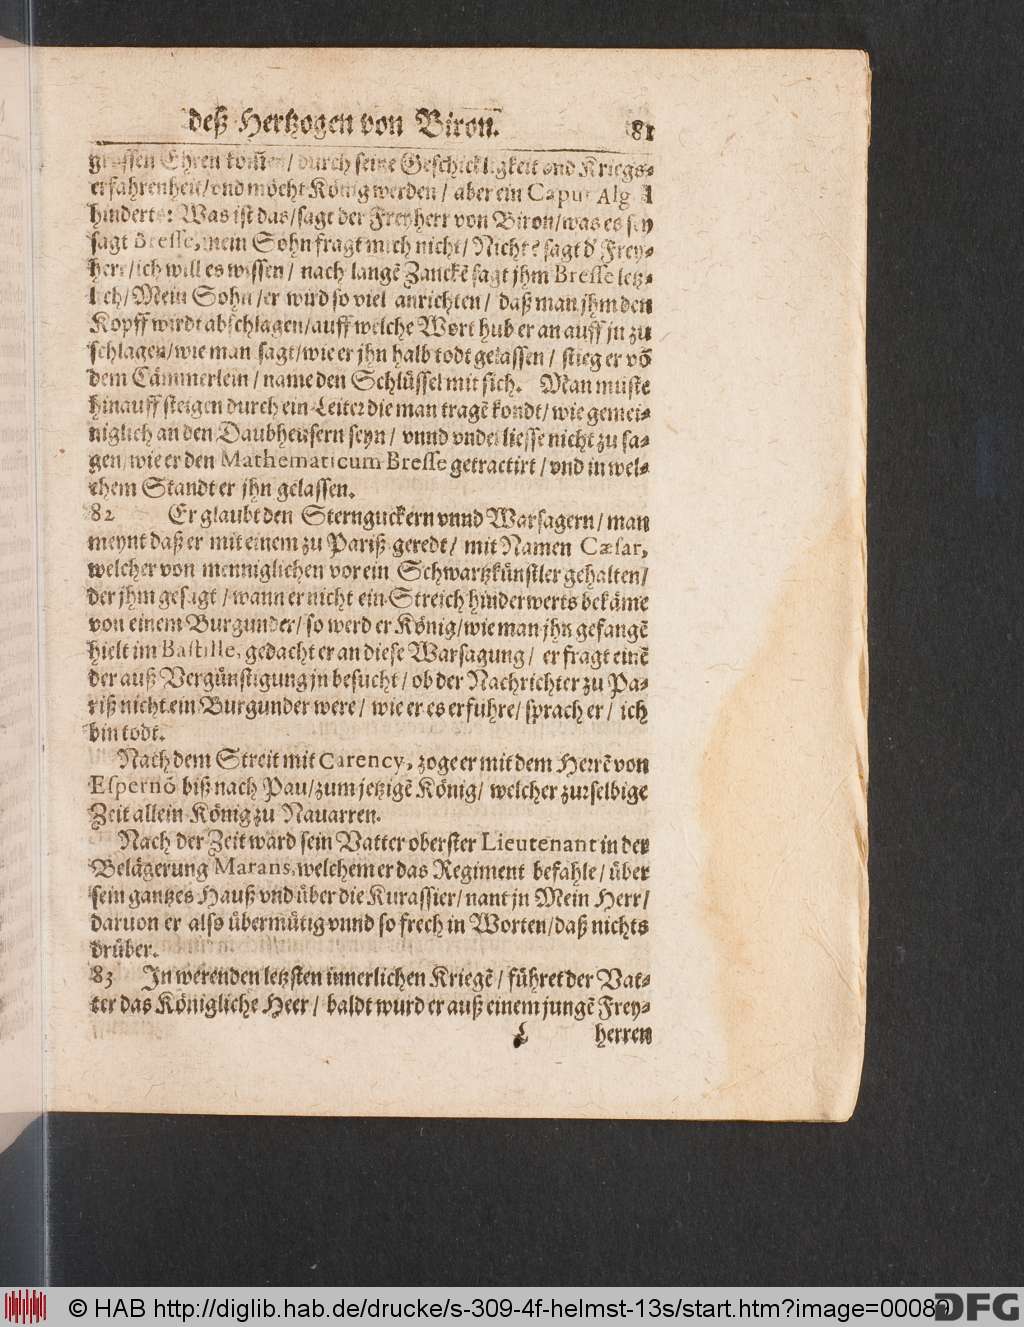 deß Hertzogen von Biron. 81
grossen Ehren kom̃en / durch seine Geschickligkeit vnd Kriegs-
erfahrenheit / vnd möcht König werden / aber ein Caput Alg
hinderts: Was ist das / sagt der Freyherr von Biron / was es sey
sagt Bresse, mein Sohn fragt mich nicht / Nicht? sagt d' Frey-
herr / ich will es wissen / nach langẽ Zanckẽ sagt jhm Bresse letz-
lich / Mein Sohn / er wird so viel anrichten / daß man jhm den
Kopff wirdt abschlagen / auff welche Wort hub er an auff jn zu
schlagen / wie man sagt / wie er jhn halb todt gelassen / stieg er võ
dem Cämmerlein / name den Schlüssel mit sich. Man muste
hinauff steigen durch ein Leiter die man tragẽ kondt / wie gemei-
niglich an den Daubheusern seyn / vnnd vnderliesse nicht zu sa-
gen / wie er den Mathematicum Bresse getractirt / vnd in wel-
chem Standt er jhn gelassen.
82 Er glaubt den Sternguckern vnnd Warsagern / man
meynt daß er mit einem zu Pariß geredt / mit Namen Cæsar,
welcher von menniglichen vor ein Schwartzkünstler gehalten /
der jhm gesagt / wann er nicht ein Streich hinderwerts bekäme
von einem Burgunder / so werd er König / wie man jhn gefangẽ
hielt im Bastille, gedacht er an diese Warsagung / er fragt einẽ
der auß Vergünstigung jn besucht / ob der Nachrichter zu Pa-
riß nicht ein Burgunder were / wie er es erfuhre / sprach er / ich
bin todt.
Nach dem Streit mit Carency, zoge er mit dem Herrẽ von
Espernõ biß nach Pau / zum jetzigẽ König / welcher zurselbige
Zeit allein König zu Nauarren.
Nach der Zeit ward sein Vatter oberster Lieutenant in der
Belägerung Marans, welchem er das Regiment befahle / über
sein gantzes Hauß vnd über die Kurassier / nant jn Mein Herr /
daruon er also übermütig vnnd so frech in Worten / daß nichts
drüber.
83 In werenden letzsten innerlichen Kriegẽ / führet der Vat-
ter das Königliche Heer / baldt wurd er auß einem jungẽ Frey-
L herren
© HAB http://diglib.hab.de/drucke/s-309-4f-helmst-13s/start.htm?image=00089
DFG